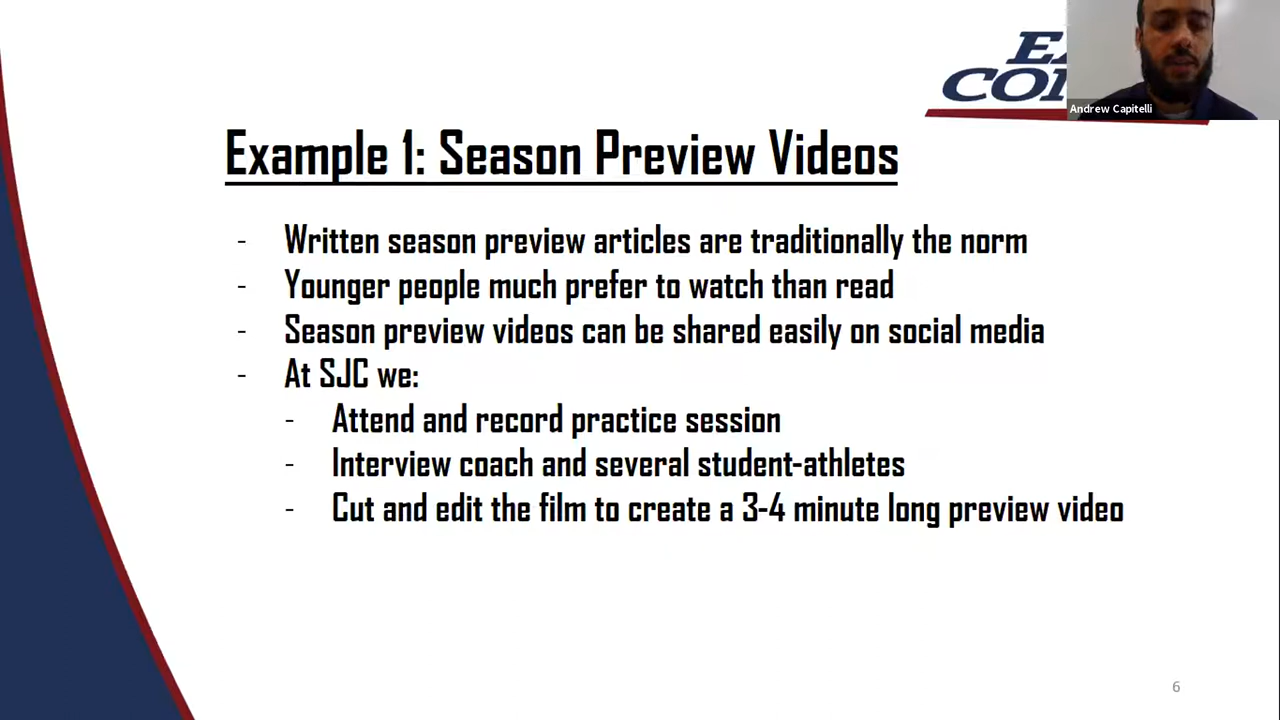 Andrew Capitelli
Example 1: Season Preview Videos
- Written season preview articles are traditionally the norm
- Younger people much prefer to watch than read
- Season preview videos can be shared easily on social media
- At SJC we:
- Attend and record practice session
- Interview coach and several student-athletes
- Cut and edit the film to create a 3-4 minute long preview video
6